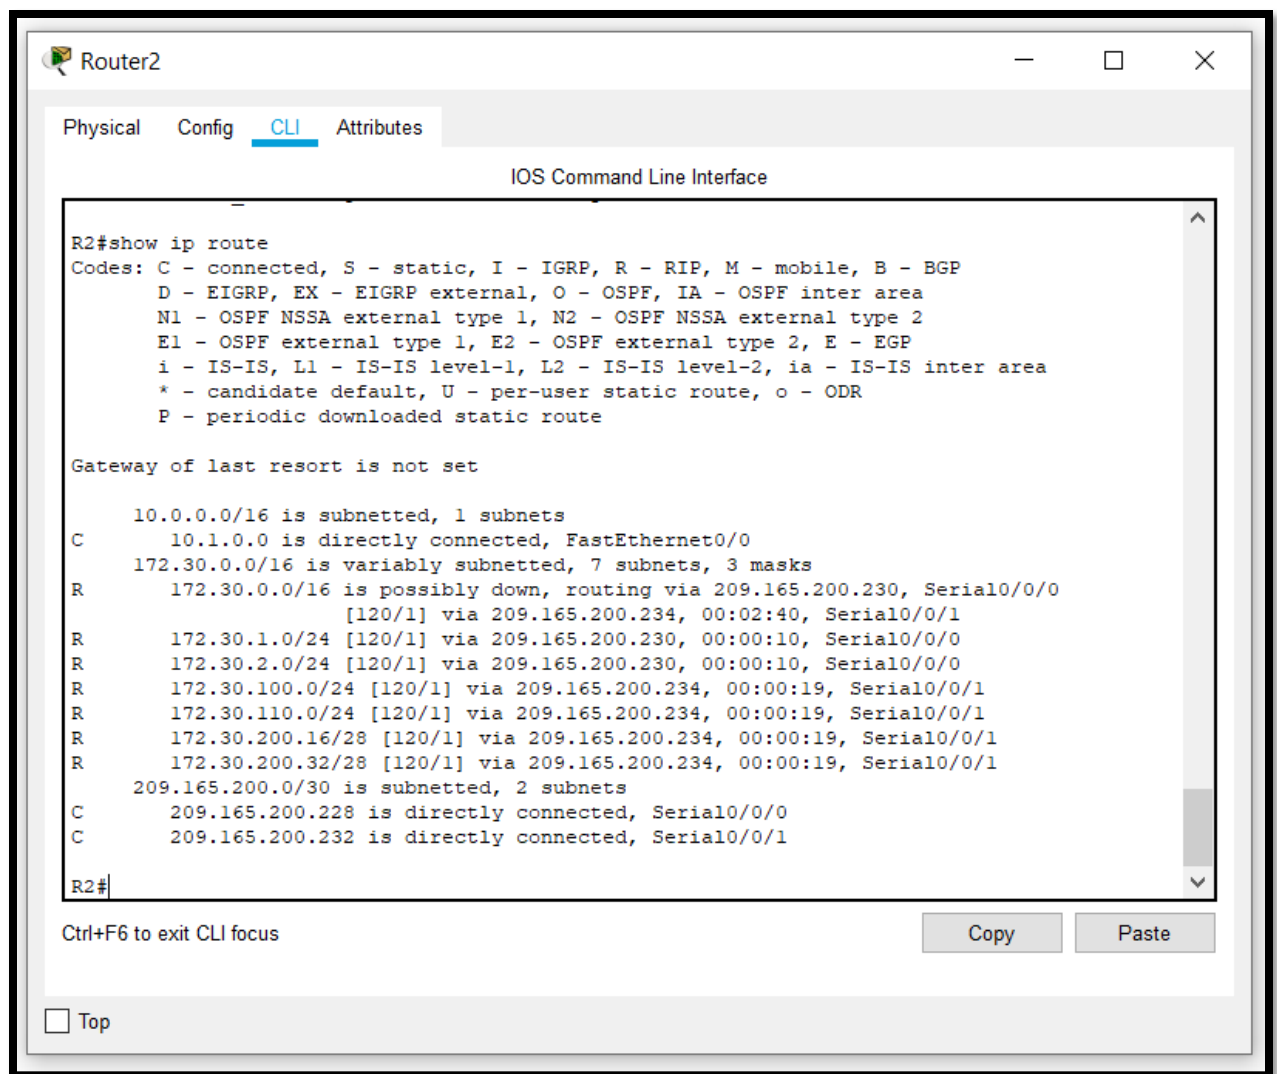 Router2
Physical Config CLI Attributes
IOS Command Line Interface
R2#show ip route
Codes: C - connected, S - static, I - IGRP, R - RIP, M - mobile, B - BGP
D - EIGRP, EX - EIGRP external, O - OSPF, IA - OSPF inter area
N1 - OSPF NSSA external type 1, N2 - OSPF NSSA external type 2
E1 - OSPF external type 1, E2 - OSPF external type 2, E - EGP
i - IS-IS, L1 - IS-IS level-1, L2 - IS-IS level-2, ia - IS-IS inter area
* - candidate default, U - per-user static route, o - ODR
P - periodic downloaded static route
Gateway of last resort is not set
10.0.0.0/16 is subnetted, 1 subnets
C 10.1.0.0 is directly connected, FastEthernet0/0
172.30.0.0/16 is variably subnetted, 7 subnets, 3 masks
R 172.30.0.0/16 is possibly down, routing via 209.165.200.230, Serial0/0/0
[120/1] via 209.165.200.234, 00:02:40, Serial0/0/1
R 172.30.1.0/24 [120/1] via 209.165.200.230, 00:00:10, Serial0/0/0
R 172.30.2.0/24 [120/1] via 209.165.200.230, 00:00:10, Serial0/0/0
R 172.30.100.0/24 [120/1] via 209.165.200.234, 00:00:19, Serial0/0/1
R 172.30.110.0/24 [120/1] via 209.165.200.234, 00:00:19, Serial0/0/1
R 172.30.200.16/28 [120/1] via 209.165.200.234, 00:00:19, Serial0/0/1
R 172.30.200.32/28 [120/1] via 209.165.200.234, 00:00:19, Serial0/0/1
209.165.200.0/30 is subnetted, 2 subnets
C 209.165.200.228 is directly connected, Serial0/0/0
C 209.165.200.232 is directly connected, Serial0/0/1
R2#
Ctrl+F6 to exit CLI focus
Copy Paste
Top